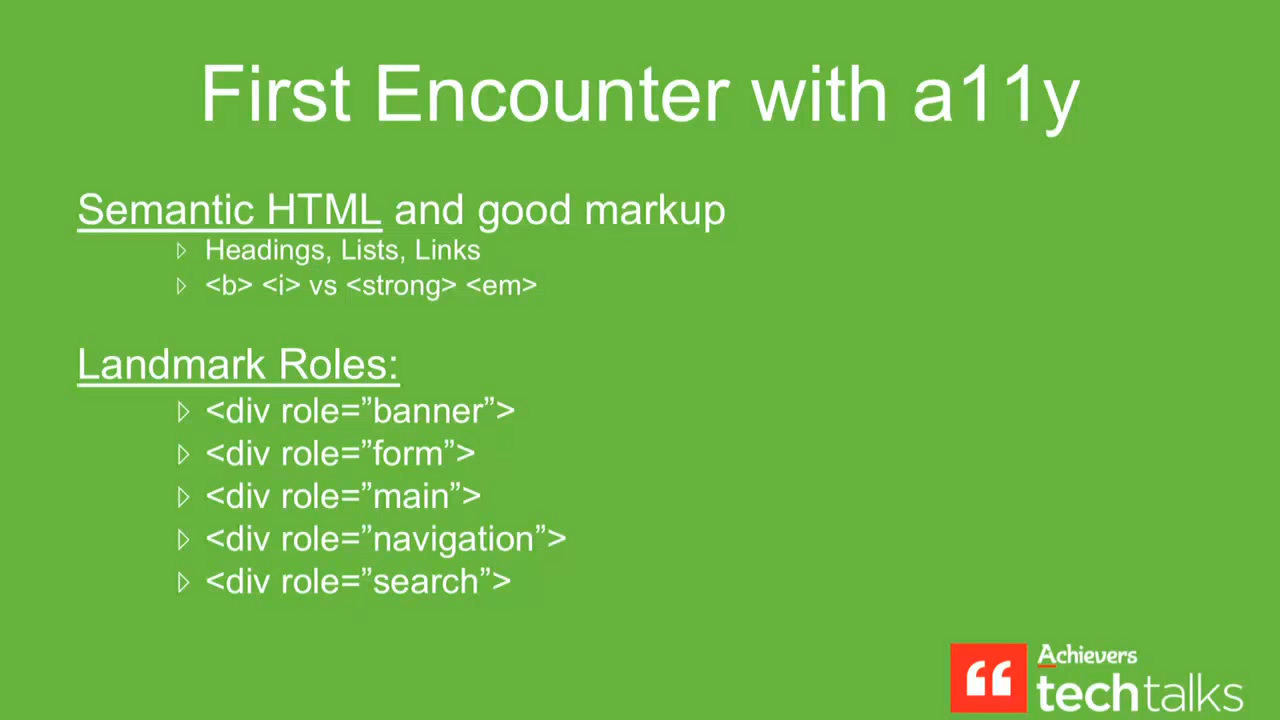 First Encounter with a11y
Semantic HTML and good markup
Headings, Lists, Links
<b> <i> vs <strong> <em>
Landmark Roles:
<div role=”banner”>
<div role=”form”>
<div role=”main”>
<div role=”navigation”>
<div role=”search”>
Achievers
techtalks